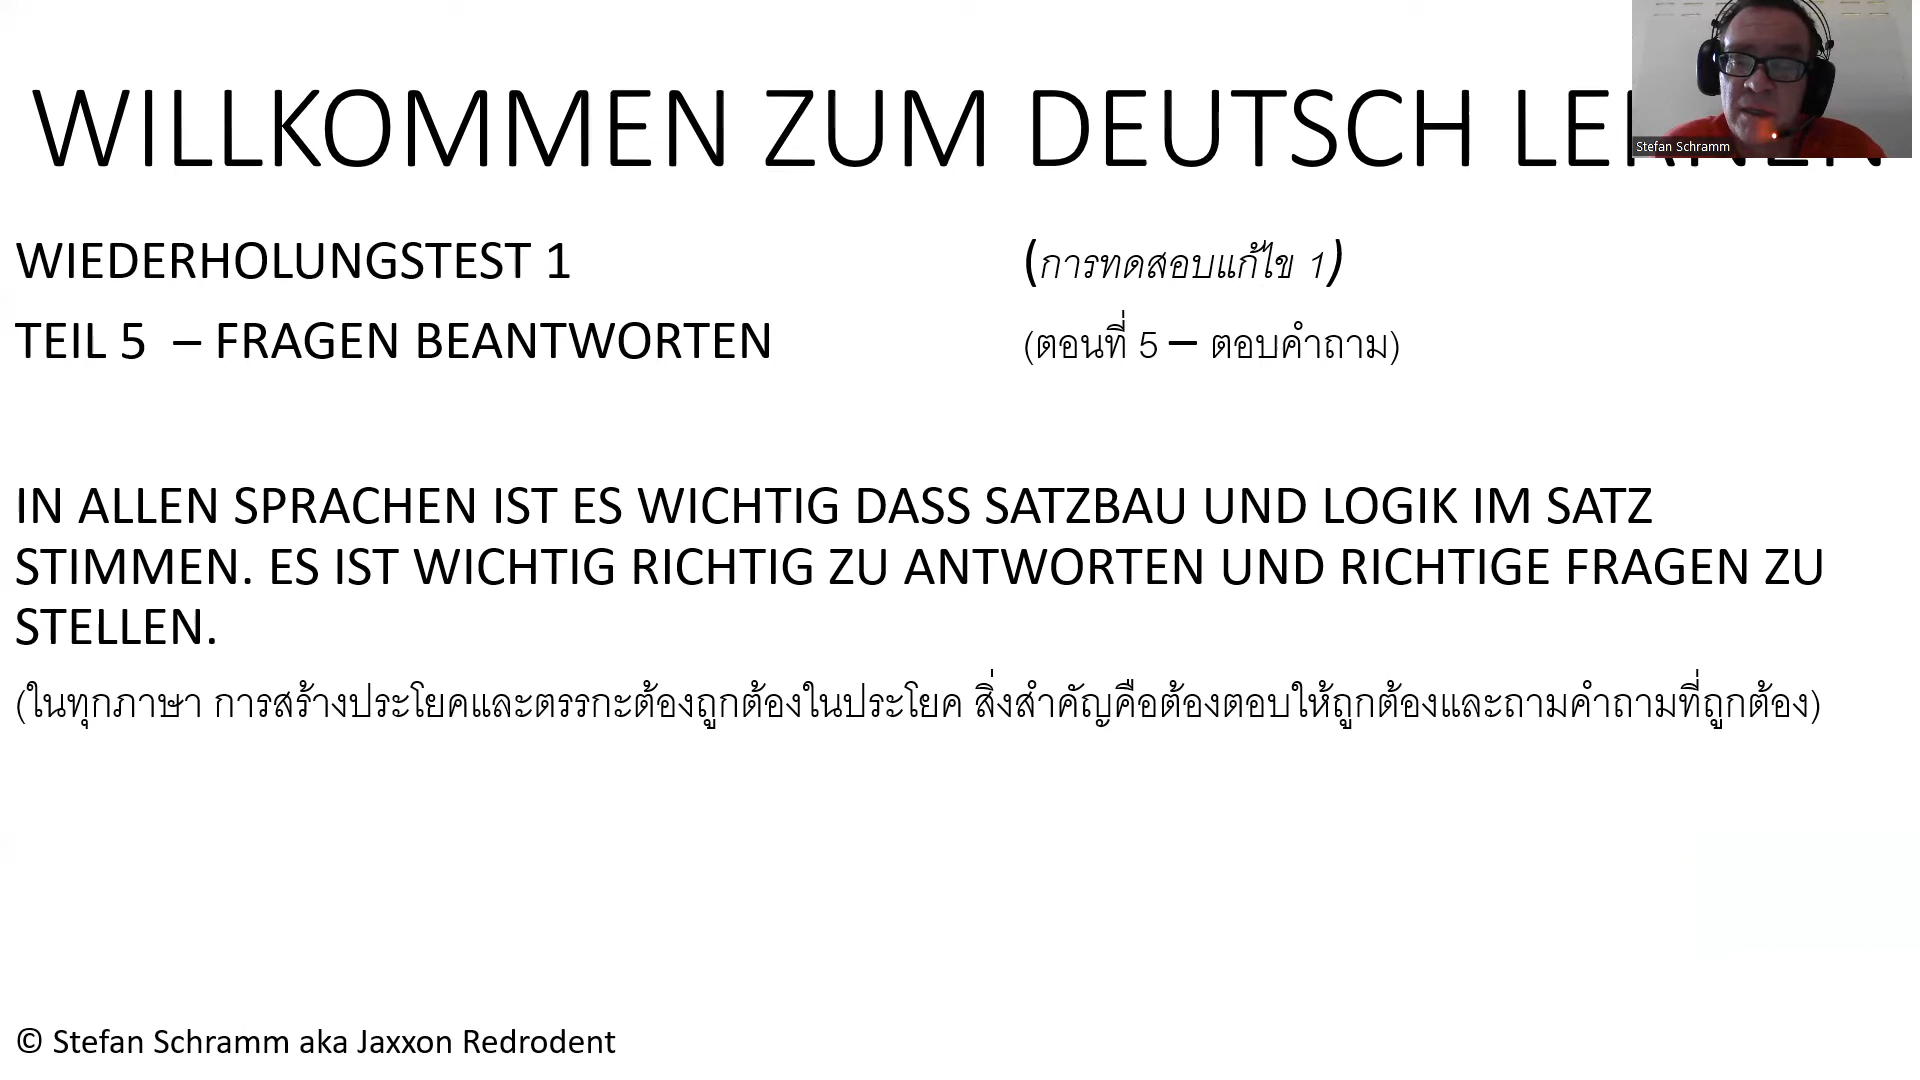 WILLKOMMEN ZUM DEUTSCH
Stefan Schramm
WIEDERHOLUNGSTEST 1 (การทดสอบแก้ไข 1)
TEIL 5 – FRAGEN BEANTWORTEN (ตอนที่ 5 – ตอบคำถาม)
IN ALLEN SPRACHEN IST ES WICHTIG DASS SATZBAU UND LOGIK IM SATZ
STIMMEN. ES IST WICHTIG RICHTIG ZU ANTWORTEN UND RICHTIGE FRAGEN ZU
STELLEN.
(ในทุกภาษา การสร้างประโยคและตรรกะต้องถูกต้องในประโยค สิ่งสำคัญคือต้องตอบให้ถูกต้องและถามคำถามที่ถูกต้อง)
© Stefan Schramm aka Jaxxon Redrodent